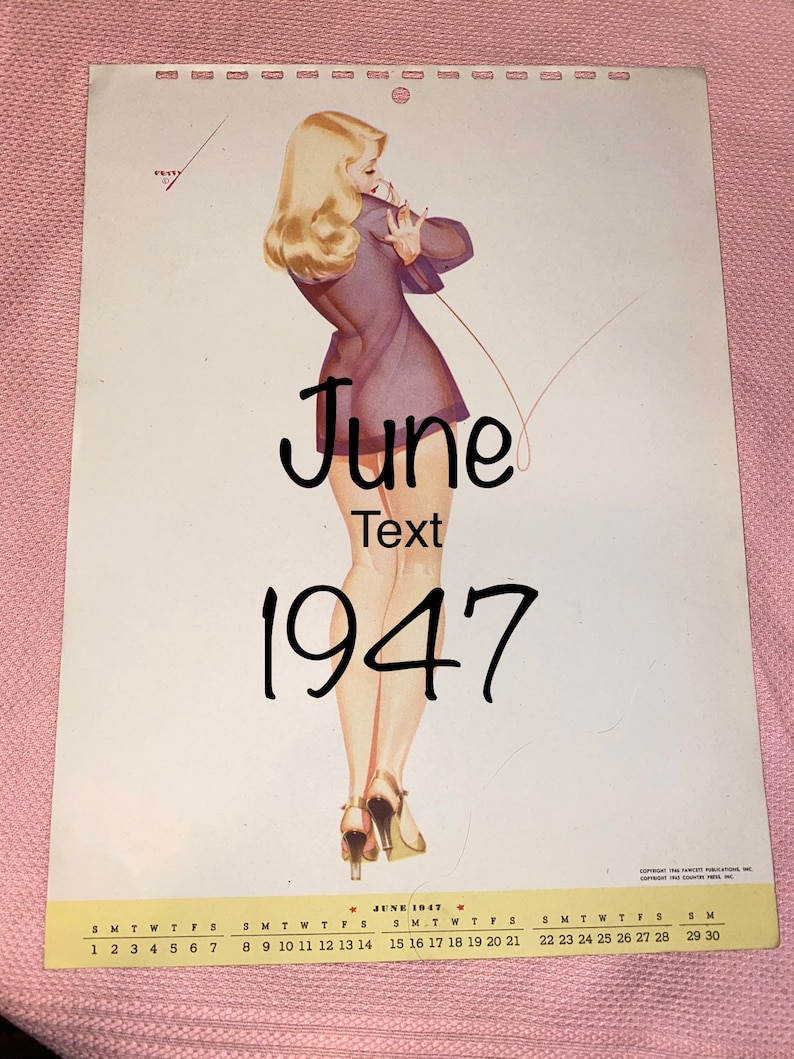 PETTY
©
June
Text
1947
COPYRIGHT 1946 FAWCETT PUBLICATIONS, INC.
COPYRIGHT 1945 COUNTRY PRESS, INC.
★ JUNE 1947 ★
S M T W T F S S M T W T F S S M T W T F S S M T W T F S S M
1 2 3 4 5 6 7 8 9 10 11 12 13 14 15 16 17 18 19 20 21 22 23 24 25 26 27 28 29 30